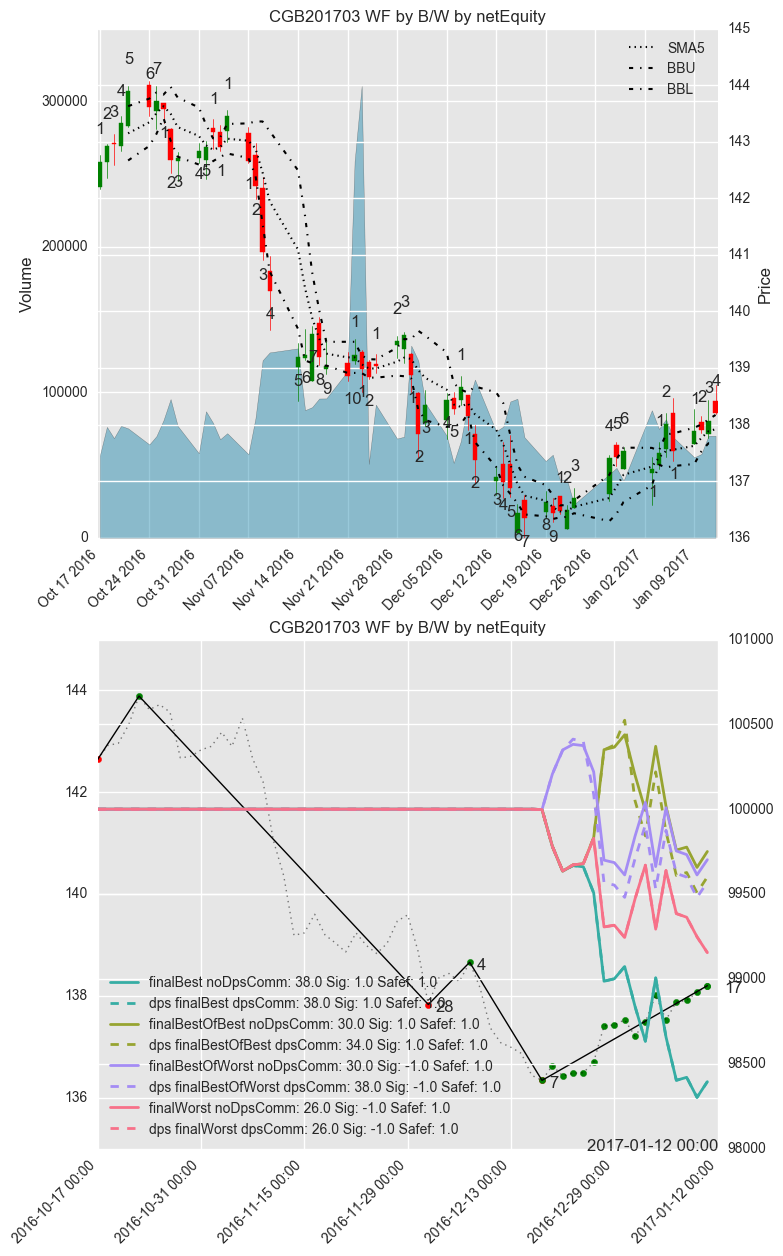 CGB201703 WF by B/W by netEquity
SMA5
BBU
BBL
Volume
300000
200000
100000
0
Price
145
144
143
142
141
140
139
138
137
136
Oct 17 2016
Oct 24 2016
Oct 31 2016
Nov 07 2016
Nov 14 2016
Nov 21 2016
Nov 28 2016
Dec 05 2016
Dec 12 2016
Dec 19 2016
Dec 26 2016
Jan 02 2017
Jan 09 2017
CGB201703 WF by B/W by netEquity
144
142
140
138
136
101000
100500
100000
99500
99000
98500
98000
28
4
7
17
finalBest noDpsComm: 38.0 Sig: 1.0 Safef: 1.0
dps finalBest dpsComm: 38.0 Sig: 1.0 Safef: 1.0
finalBestOfBest noDpsComm: 30.0 Sig: 1.0 Safef: 1.0
dps finalBestOfBest dpsComm: 34.0 Sig: 1.0 Safef: 1.0
finalBestOfWorst noDpsComm: 30.0 Sig: -1.0 Safef: 1.0
dps finalBestOfWorst dpsComm: 38.0 Sig: -1.0 Safef: 1.0
finalWorst noDpsComm: 26.0 Sig: -1.0 Safef: 1.0
dps finalWorst dpsComm: 26.0 Sig: -1.0 Safef: 1.0
2017-01-12 00:00
2016-10-17 00:00
2016-10-31 00:00
2016-11-15 00:00
2016-11-29 00:00
2016-12-13 00:00
2016-12-29 00:00
2017-01-12 00:00